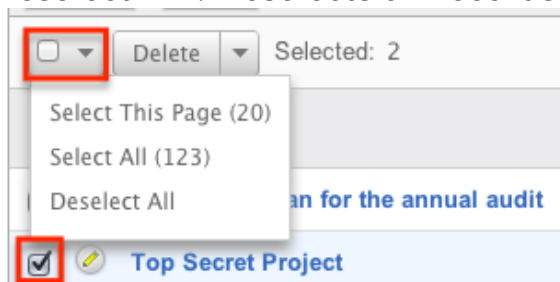 Delete
Selected: 2
Select This Page (20)
Select All (123)
Deselect All
an for the annual audit
Top Secret Project